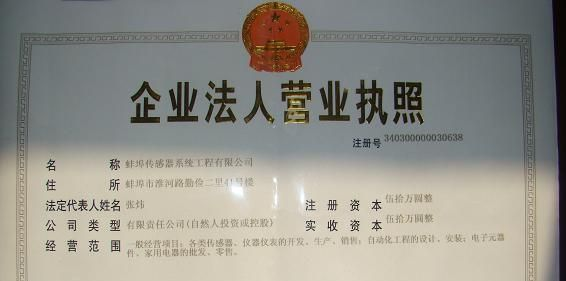 企业法人营业执照
注册号 340300000030638
名 称 蚌埠传感器系统工程有限公司
住 所 蚌埠市淮河路勤俭二里41号楼
法定代表人姓名 张炜 注 册 资 本 伍拾万圆整
公 司 类 型 有限责任公司(自然人投资或控股) 实 收 资 本 伍拾万圆整
经 营 范 围 一般经营项目：各类传感器、仪器仪表的开发、生产、销售；自动化工程的设计、安装；电子元器
件、家用电器的批发、零售。